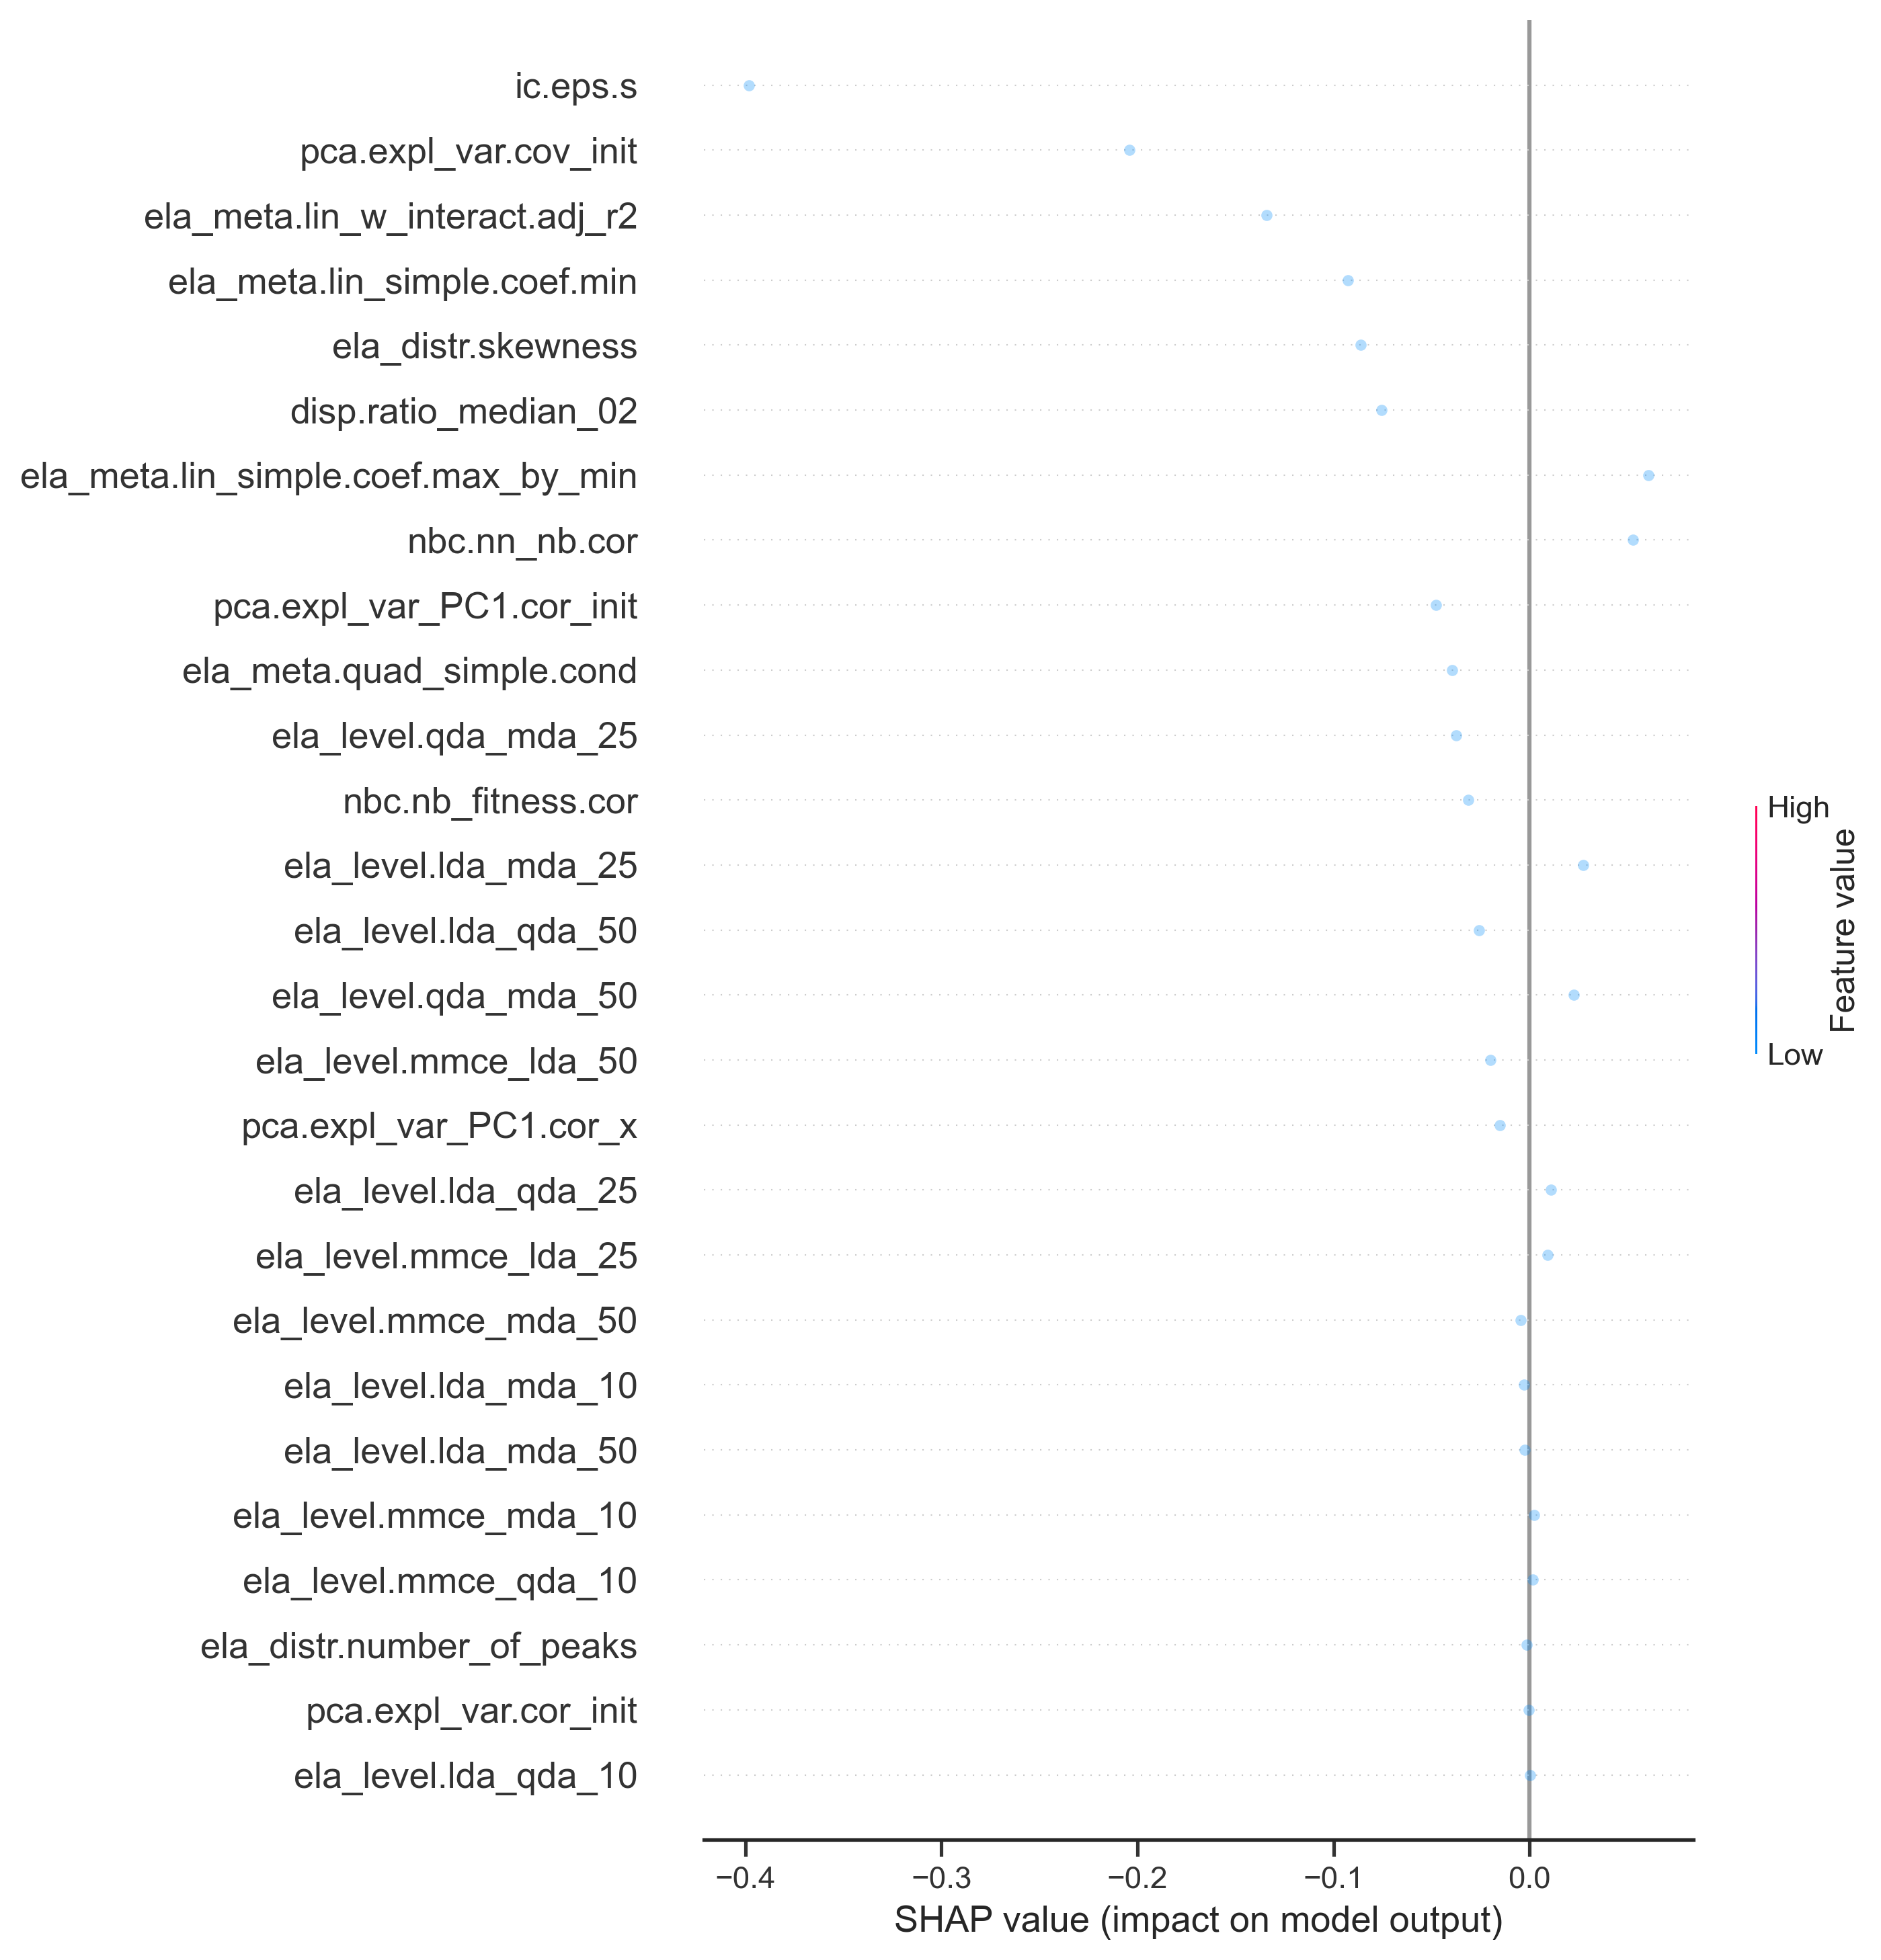 ic.eps.s
pca.expl_var.cov_init
ela_meta.lin_w_interact.adj_r2
ela_meta.lin_simple.coef.min
ela_distr.skewness
disp.ratio_median_02
ela_meta.lin_simple.coef.max_by_min
nbc.nn_nb.cor
pca.expl_var_PC1.cor_init
ela_meta.quad_simple.cond
ela_level.qda_mda_25
nbc.nb_fitness.cor
ela_level.lda_mda_25
ela_level.lda_qda_50
ela_level.qda_mda_50
ela_level.mmce_lda_50
pca.expl_var_PC1.cor_x
ela_level.lda_qda_25
ela_level.mmce_lda_25
ela_level.mmce_mda_50
ela_level.lda_mda_10
ela_level.lda_mda_50
ela_level.mmce_mda_10
ela_level.mmce_qda_10
ela_distr.number_of_peaks
pca.expl_var.cor_init
ela_level.lda_qda_10
−0.4 −0.3 −0.2 −0.1 0.0
SHAP value (impact on model output)
High
Feature value
Low